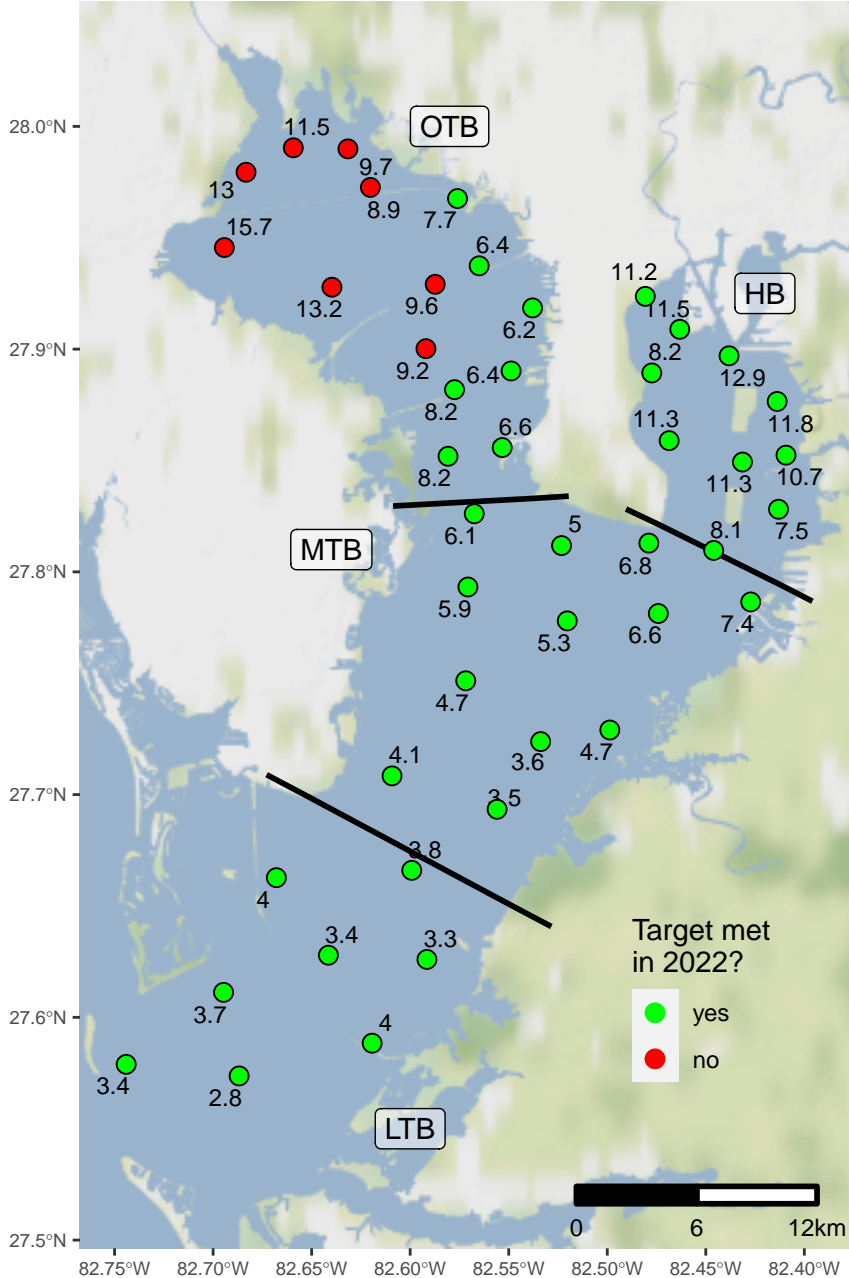 28.0°N
27.9°N
27.8°N
27.7°N
27.6°N
27.5°N
OTB
11.5
9.7
13
8.9
7.7
15.7
6.4
13.2
9.6
6.2
9.2
6.4
8.2
6.6
8.2
HB
11.2
11.5
8.2
12.9
11.8
11.3
11.3
10.7
7.5
8.1
MTB
6.1
5
6.8
5.9
5.3
6.6
7.4
4.7
3.6
4.7
4.1
3.5
3.8
4
3.4
3.3
3.7
4
3.4
2.8
LTB
Target met
in 2022?
yes
no
0 6 12km
82.75°W 82.70°W 82.65°W 82.60°W 82.55°W 82.50°W 82.45°W 82.40°W